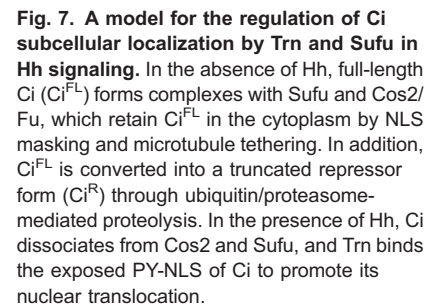 Fig. 7. A model for the regulation of Ci
subcellular localization by Trn and Sufu in
Hh signaling. In the absence of Hh, full-length
Ci (Ci^FL) forms complexes with Sufu and Cos2/
Fu, which retain Ci^FL in the cytoplasm by NLS
masking and microtubule tethering. In addition,
Ci^FL is converted into a truncated repressor
form (Ci^R) through ubiquitin/proteasome-
mediated proteolysis. In the presence of Hh, Ci
dissociates from Cos2 and Sufu, and Trn binds
the exposed PY-NLS of Ci to promote its
nuclear translocation.